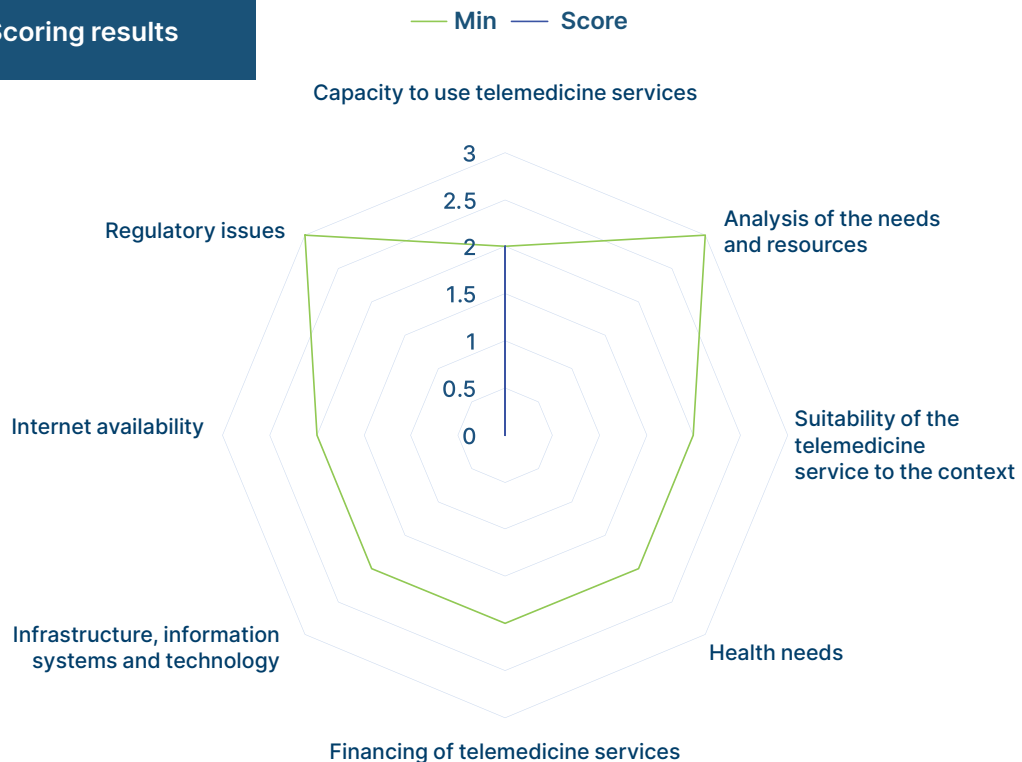 Scoring results
Min Score
Capacity to use telemedicine services
3
2.5
2
1.5
1
0.5
0
Analysis of the needs
and resources
Suitability of the
telemedicine
service to the context
Health needs
Financing of telemedicine services
Infrastructure, information
systems and technology
Internet availability
Regulatory issues